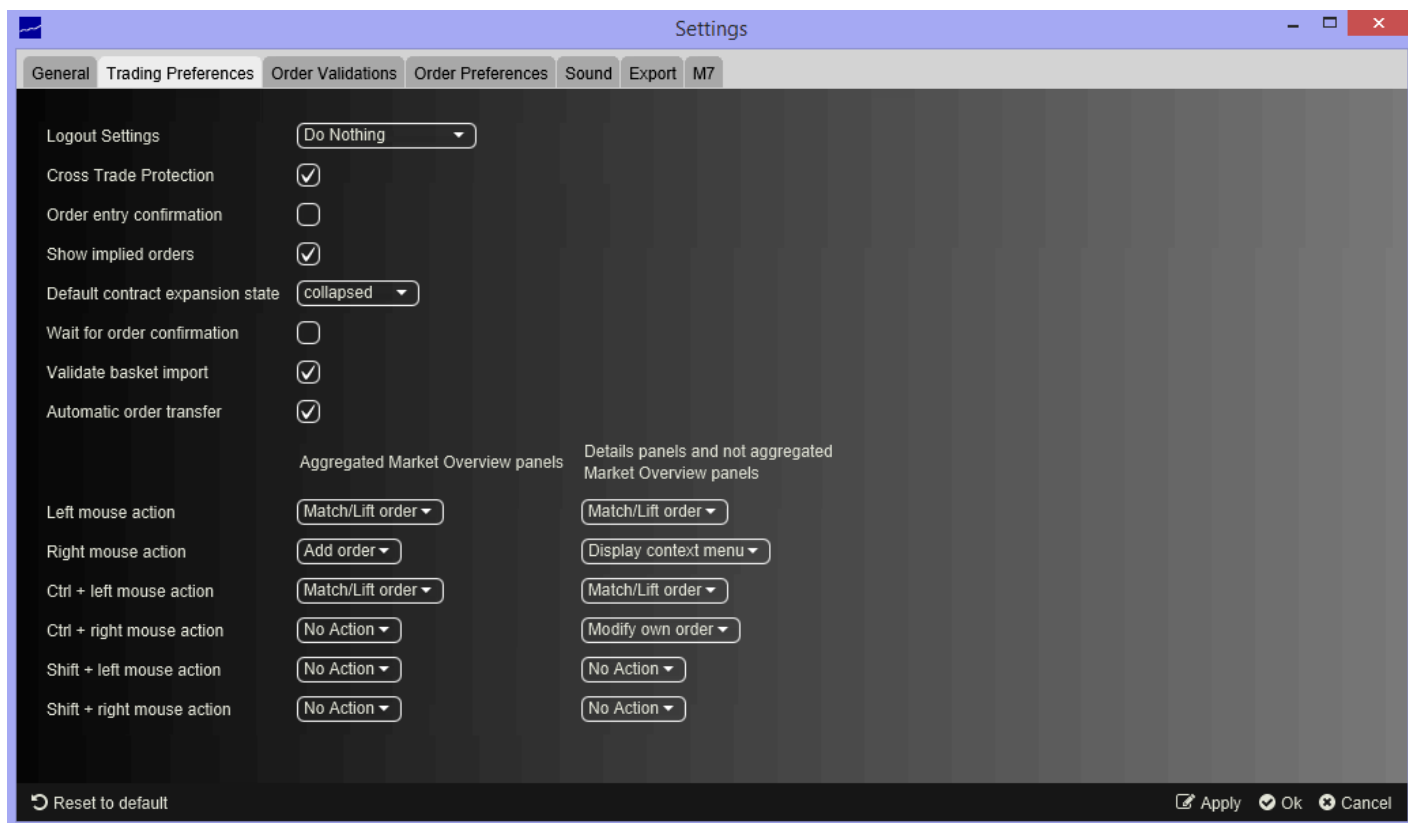 Settings
General Trading Preferences Order Validations Order Preferences Sound Export M7
Logout Settings Do Nothing
Cross Trade Protection
Order entry confirmation
Show implied orders
Default contract expansion state collapsed
Wait for order confirmation
Validate basket import
Automatic order transfer
Aggregated Market Overview panels Details panels and not aggregated
Market Overview panels
Left mouse action Match/Lift order Match/Lift order
Right mouse action Add order Display context menu
Ctrl + left mouse action Match/Lift order Match/Lift order
Ctrl + right mouse action No Action Modify own order
Shift + left mouse action No Action No Action
Shift + right mouse action No Action No Action
Reset to default Apply Ok Cancel